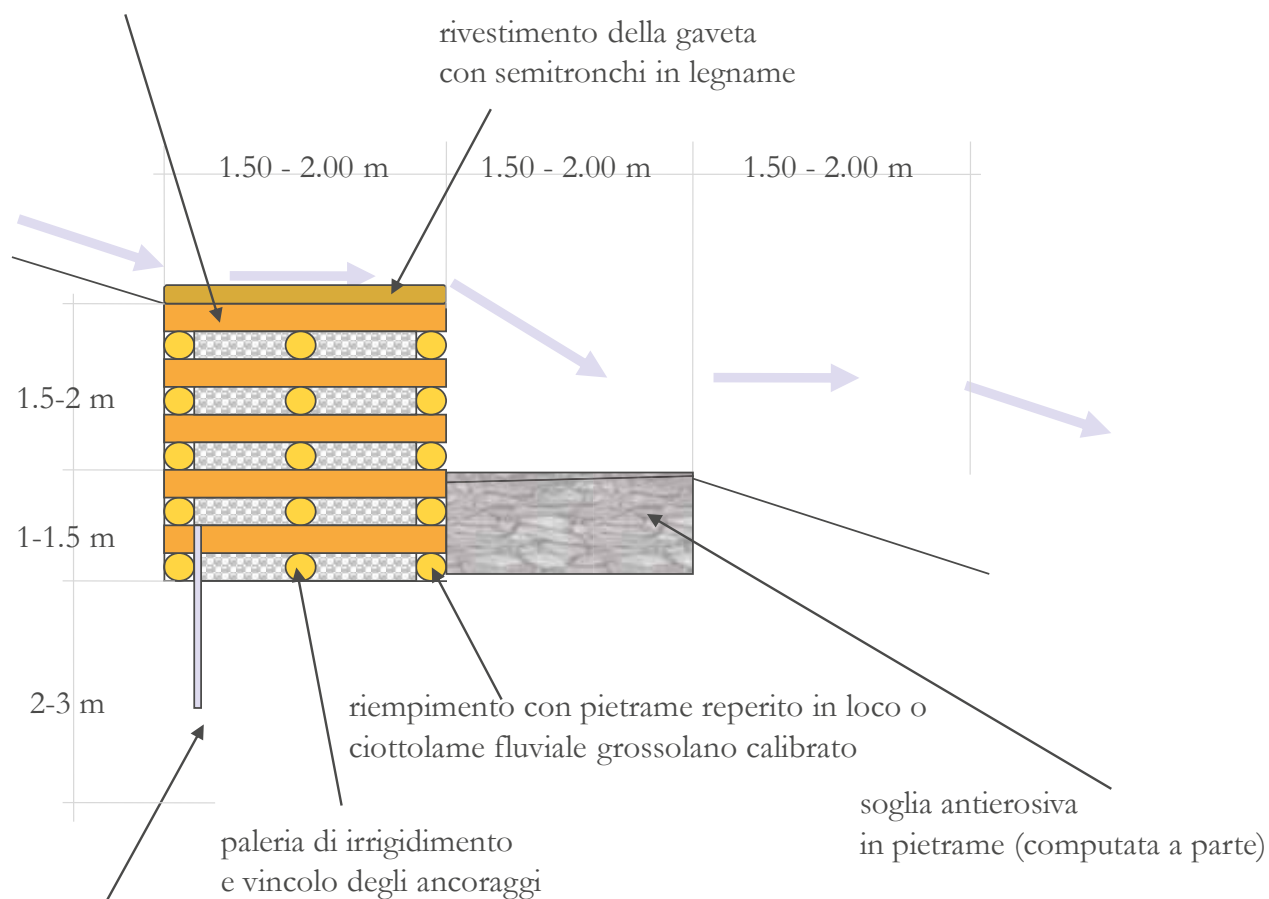 rivestimento della gaveta
con semitronchi in legname
1.50 - 2.00 m
1.50 - 2.00 m
1.50 - 2.00 m
1.5-2 m
1-1.5 m
2-3 m
riempimento con pietrame reperito in loco o
ciottolame fluviale grossolano calibrato
soglia antierosiva
in pietrame (computata a parte)
paleria di irrigidimento
e vincolo degli ancoraggi